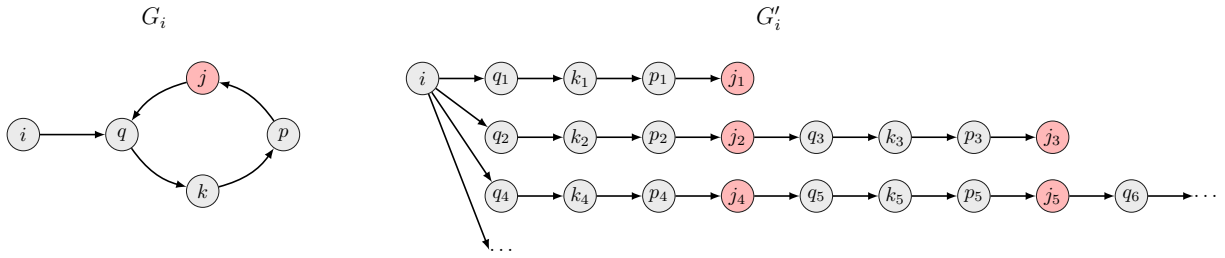 G_i
G'_i
j
i
q
p
k
i q_1 k_1 p_1 j_1
q_2 k_2 p_2 j_2 q_3 k_3 p_3 j_3
q_4 k_4 p_4 j_4 q_5 k_5 p_5 j_5 q_6 ...
...